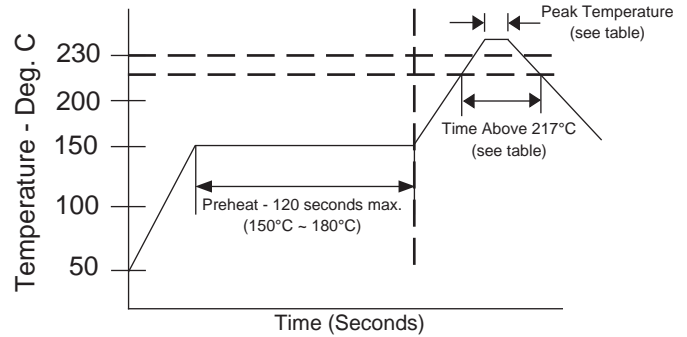 Temperature - Deg. C
230
200
150
100
50
Peak Temperature
(see table)
Time Above 217°C
(see table)
Preheat - 120 seconds max.
(150°C ~ 180°C)
Time (Seconds)